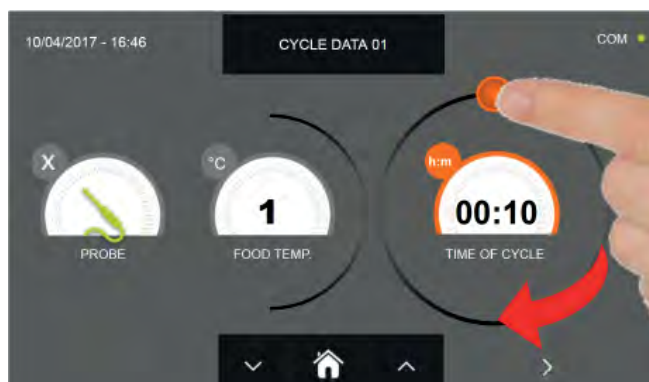 10/04/2017 - 16:46
CYCLE DATA 01
COM
X
°C
h:m
1
00:10
PROBE
FOOD TEMP.
TIME OF CYCLE